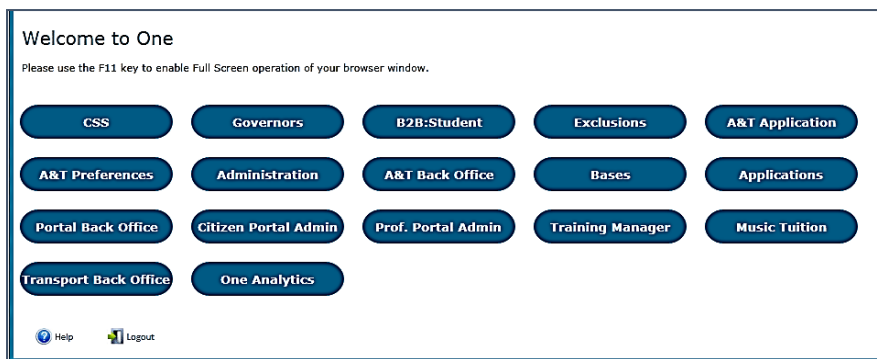 Welcome to One
Please use the F11 key to enable Full Screen operation of your browser window.
CSS Governors B2B:Student Exclusions A&T Application
A&T Preferences Administration A&T Back Office Bases Applications
Portal Back Office Citizen Portal Admin Prof. Portal Admin Training Manager Music Tuition
Transport Back Office One Analytics
Help Logout